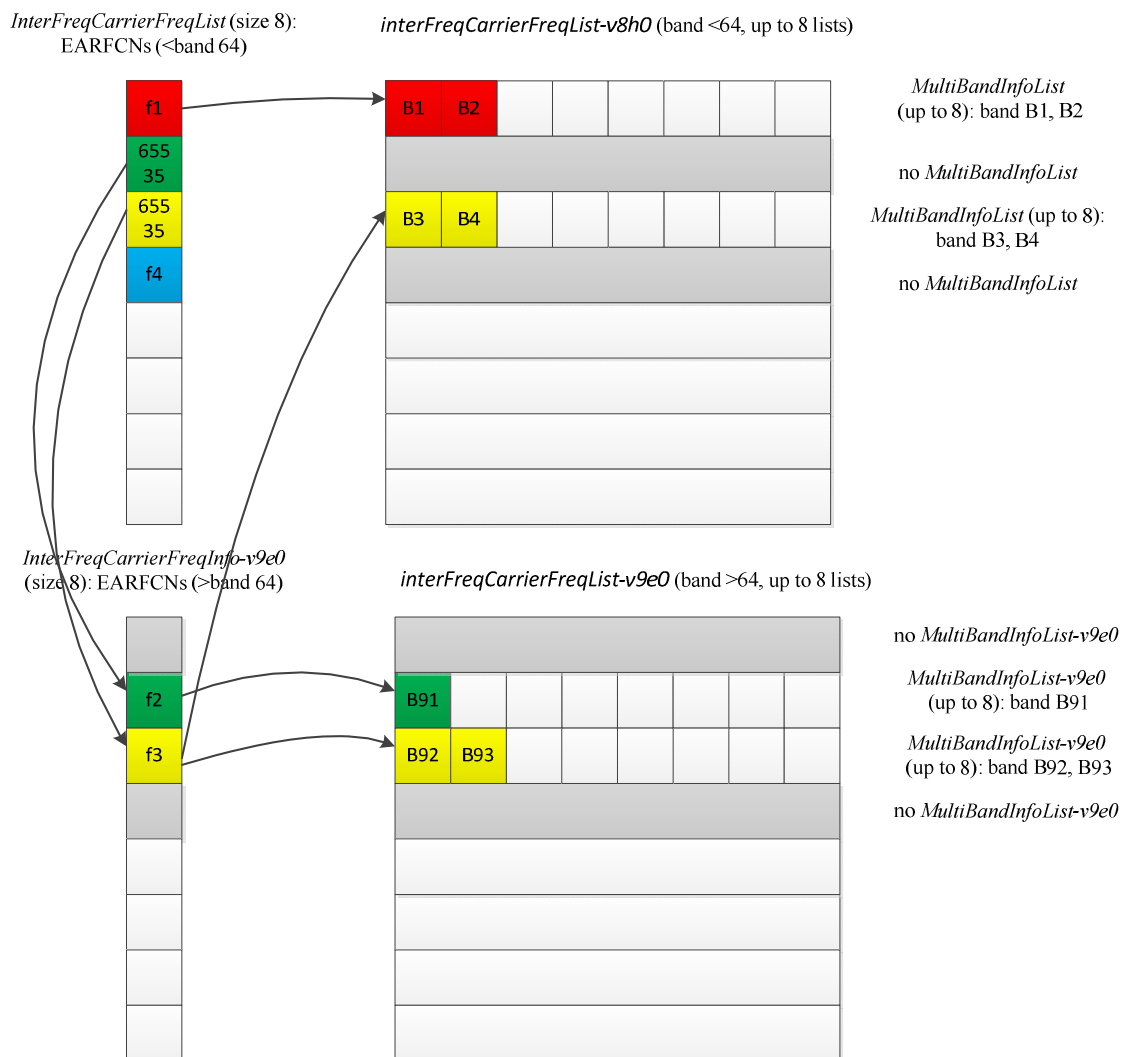 InterFreqCarrierFreqList (size 8):
EARFCNs (<band 64)
interFreqCarrierFreqList-v8h0 (band <64, up to 8 lists)
f1
B1 B2
MultiBandInfoList
(up to 8): band B1, B2
655
35
no MultiBandInfoList
655
35
B3 B4
MultiBandInfoList (up to 8):
band B3, B4
f4
no MultiBandInfoList
InterFreqCarrierFreqInfo-v9e0
(size 8): EARFCNs (>band 64)
interFreqCarrierFreqList-v9e0 (band >64, up to 8 lists)
no MultiBandInfoList-v9e0
f2
B91
MultiBandInfoList-v9e0
(up to 8): band B91
f3
B92 B93
MultiBandInfoList-v9e0
(up to 8): band B92, B93
no MultiBandInfoList-v9e0